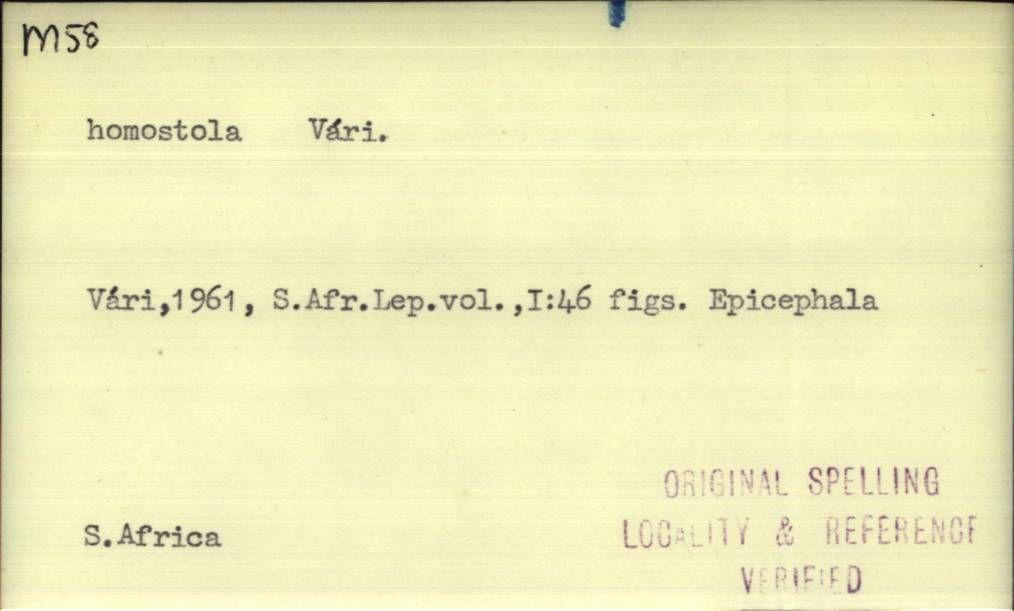 M58
homostola Vári.
Vári,1961, S.Afr.Lep.vol.,I:46 figs. Epicephala
S.Africa
ORIGINAL SPELLING
LOCALITY & REFERENCE
VERIFIED